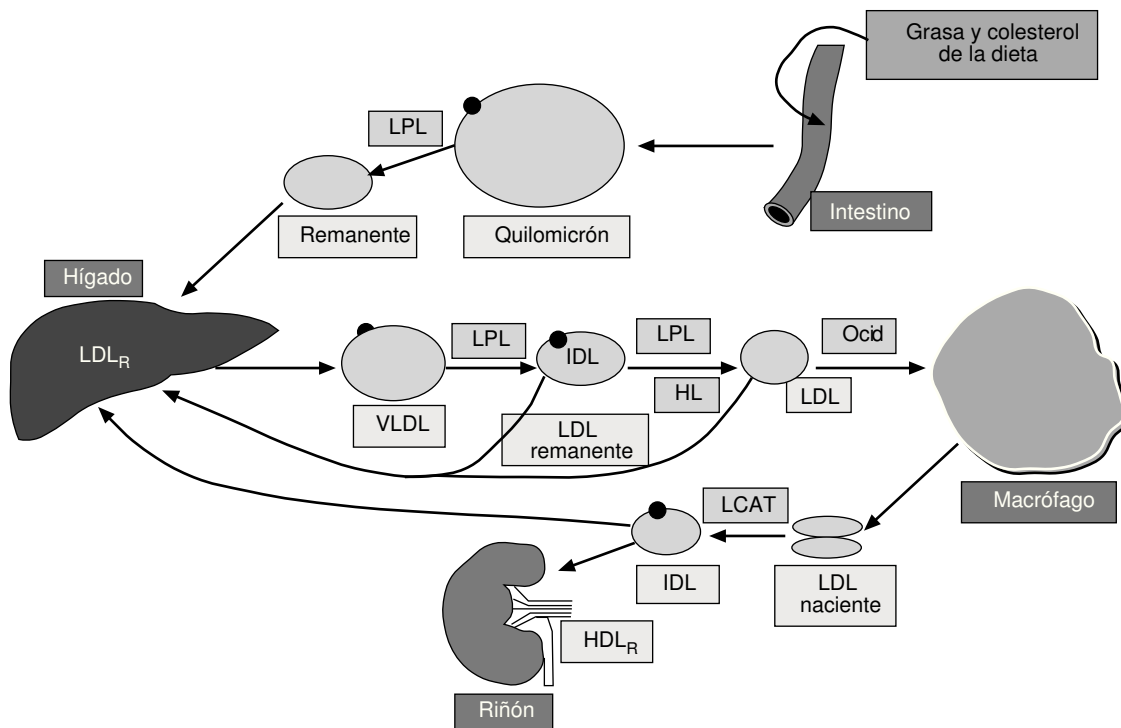 Grasa y colesterol
de la dieta
LPL
Intestino
Remanente
Quilomicrón
Hígado
LDLR
LPL
IDL
LPL
Ocid
HL
LDL
VLDL
LDL
remanente
Macrófago
LCAT
IDL
LDL
naciente
HDLR
Riñón